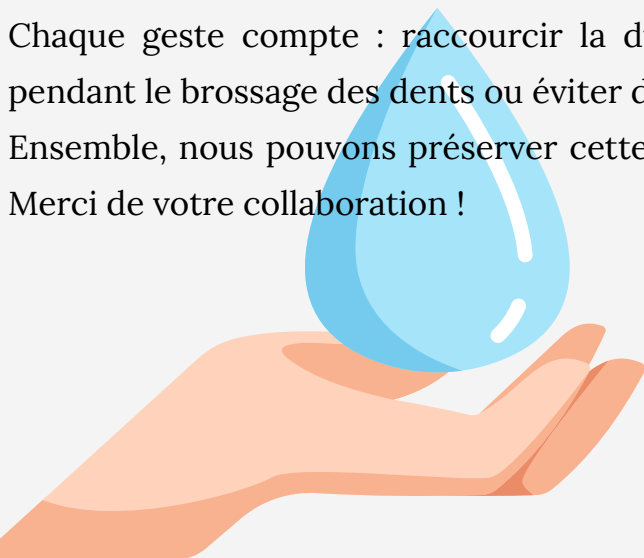 Chaque geste compte : raccourcir la d
pendant le brossage des dents ou éviter d
Ensemble, nous pouvons préserver cette
Merci de votre collaboration !